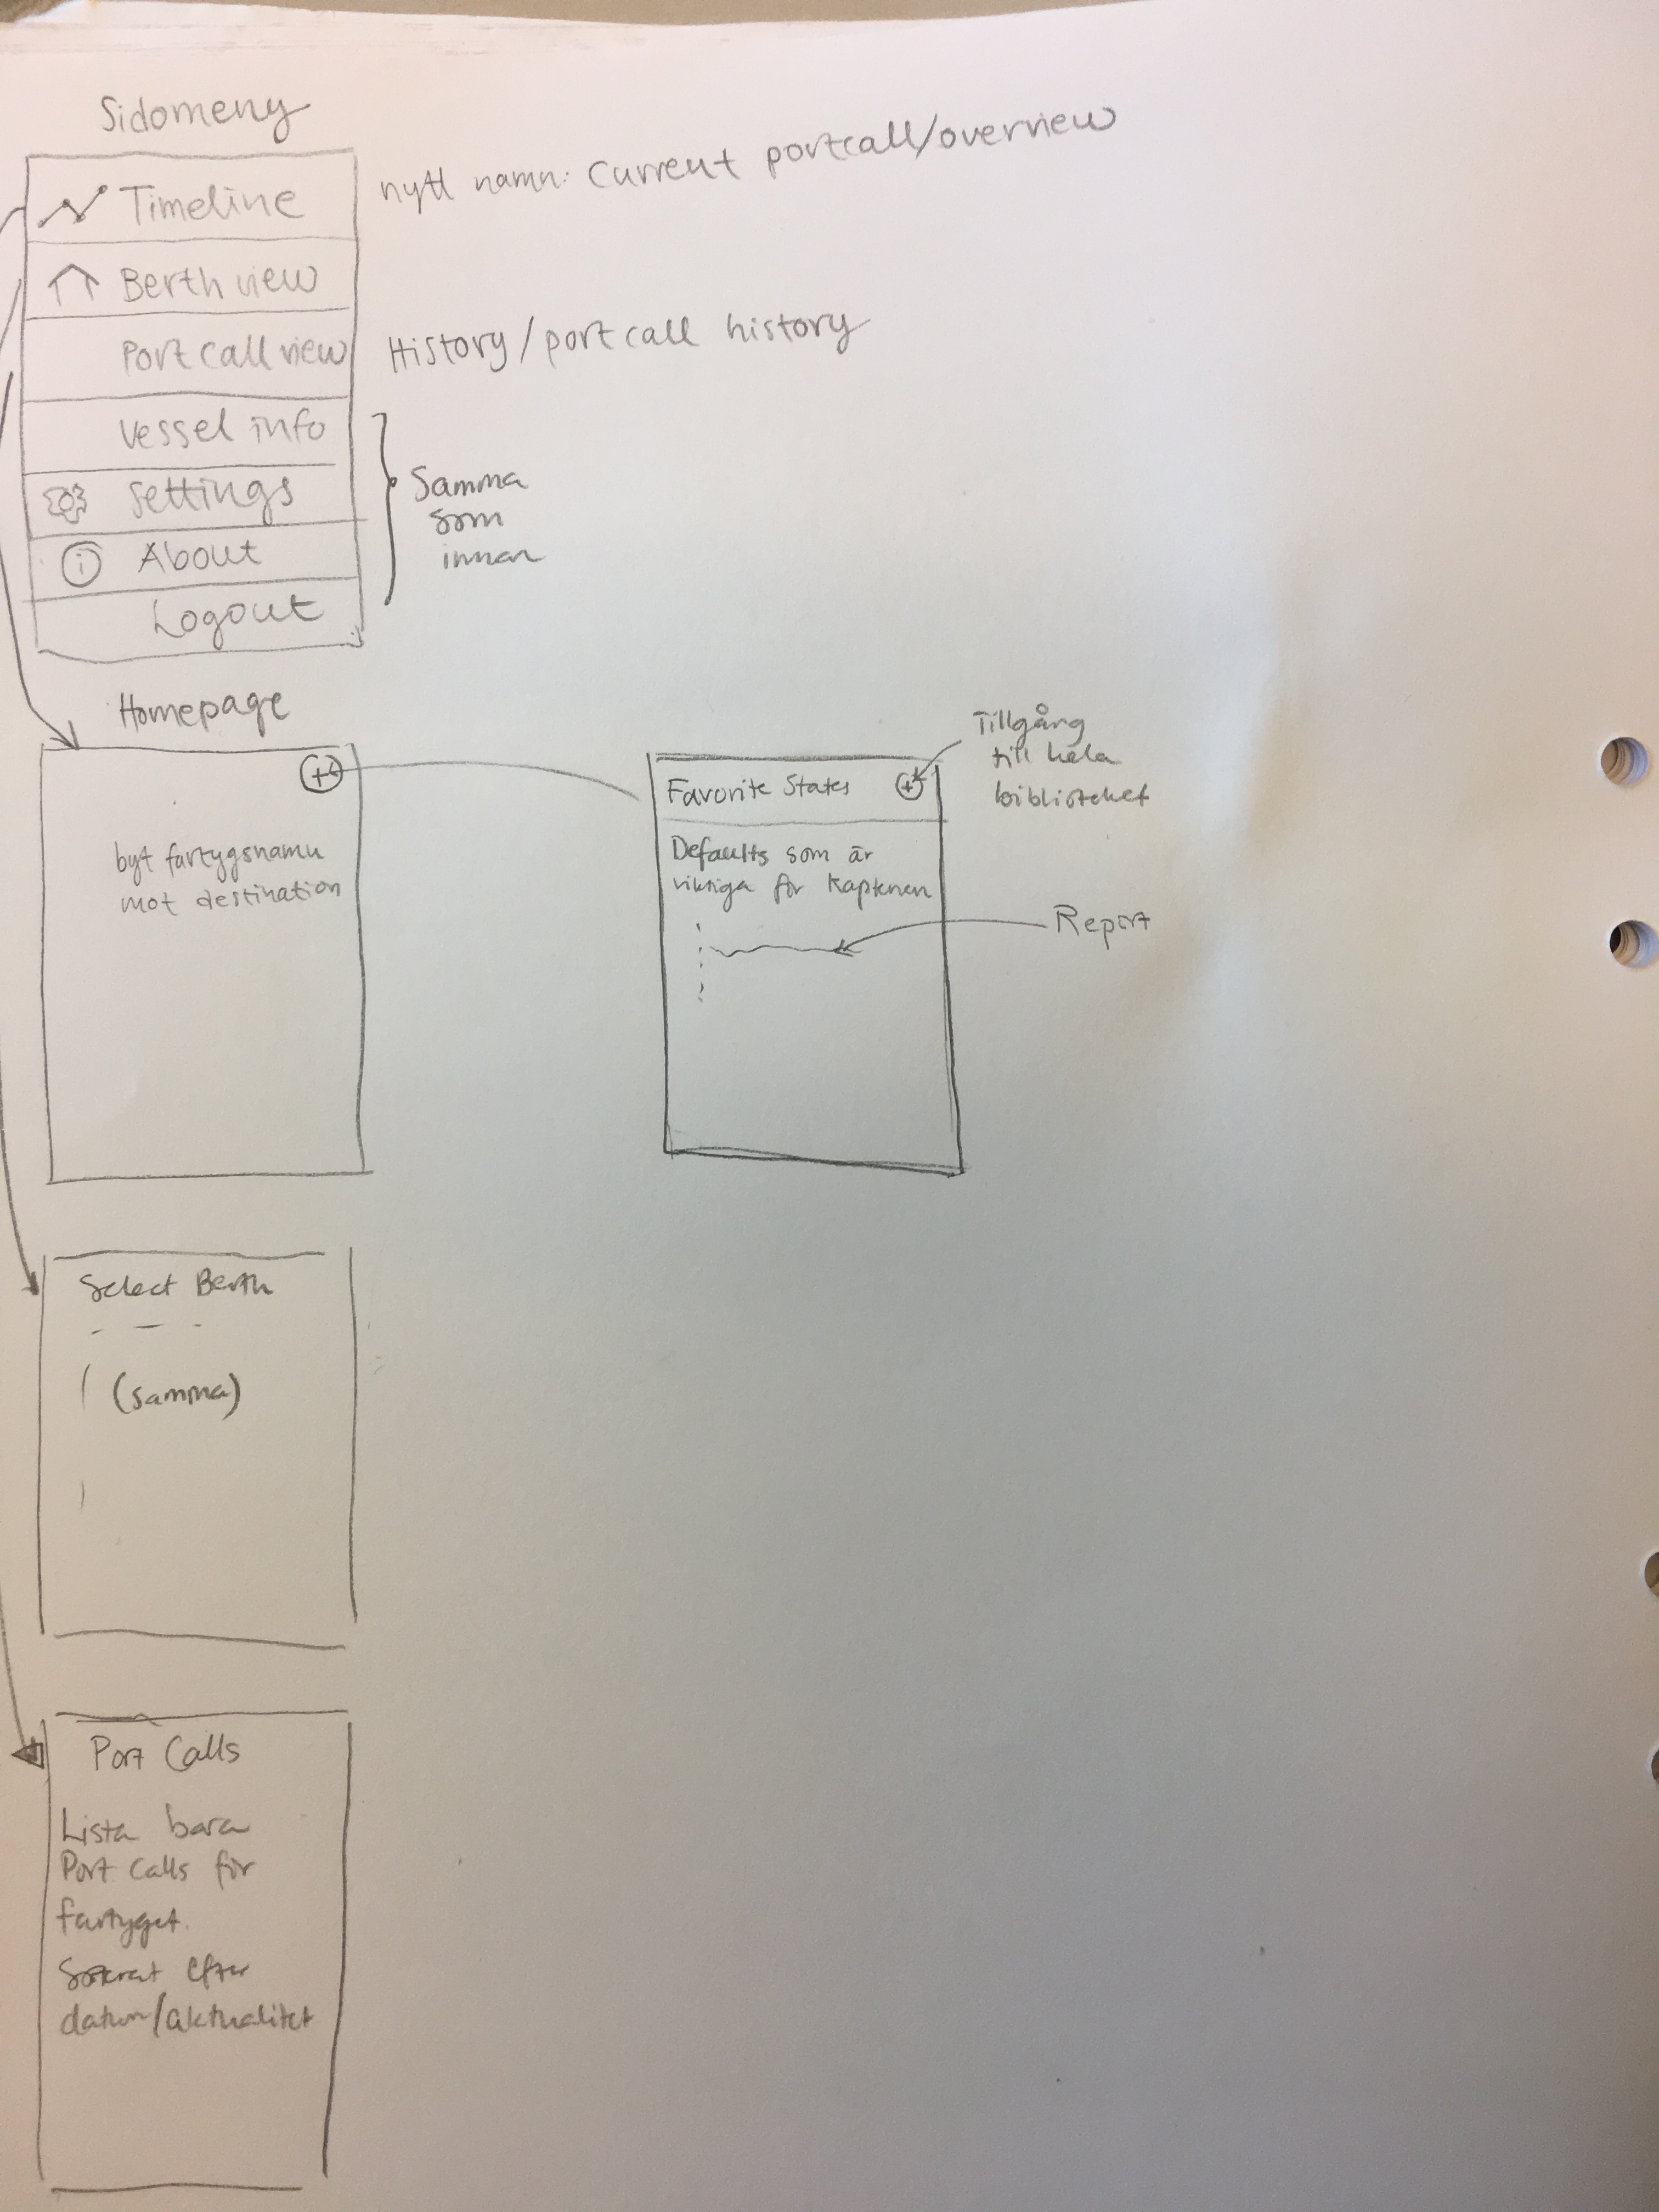 Sidomeny
Timeline
nytt namn: Current portcall/overview
Berth view
Port call view
History/port call history
Vessel info
Settings
About
Logout
Samma
som
innan
Homepage
byt fartygsnamn
mot destination
Favorite States
Tillgång
till hela
biblioteket
Defaults som är
viktiga för kaptenen
Report
Select Berth
(samma)
Port Calls
Lista bara
Port Calls för
fartyget.
Sorterat efter
datum/aktualitet